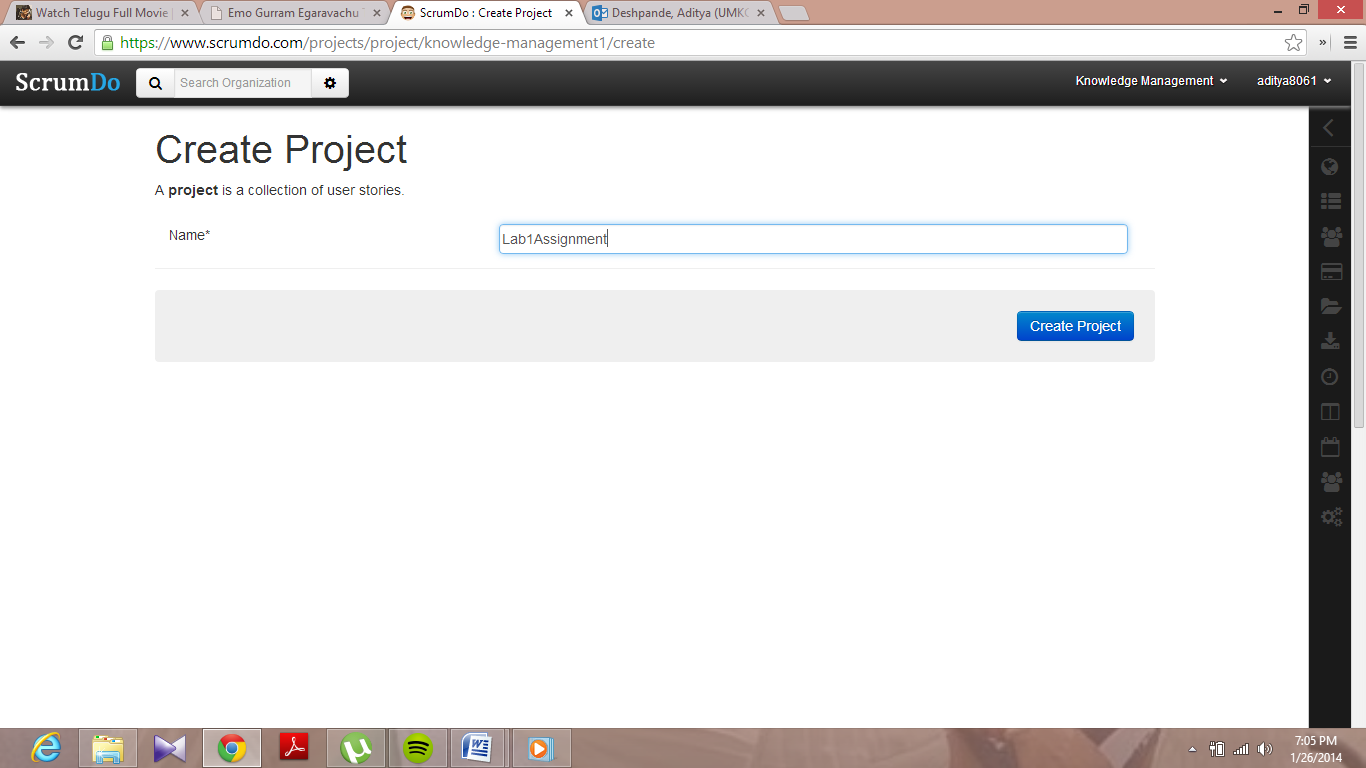 Watch Telugu Full Movie |
Emo Gurram Egaravachu
ScrumDo : Create Project
Deshpande, Aditya (UMKC
https://www.scrumdo.com/projects/project/knowledge-management1/create
ScrumDo
Search Organization
Knowledge Management
aditya8061
Create Project
A project is a collection of user stories.
Name*
Lab1Assignment
Create Project
7:05 PM
1/26/2014